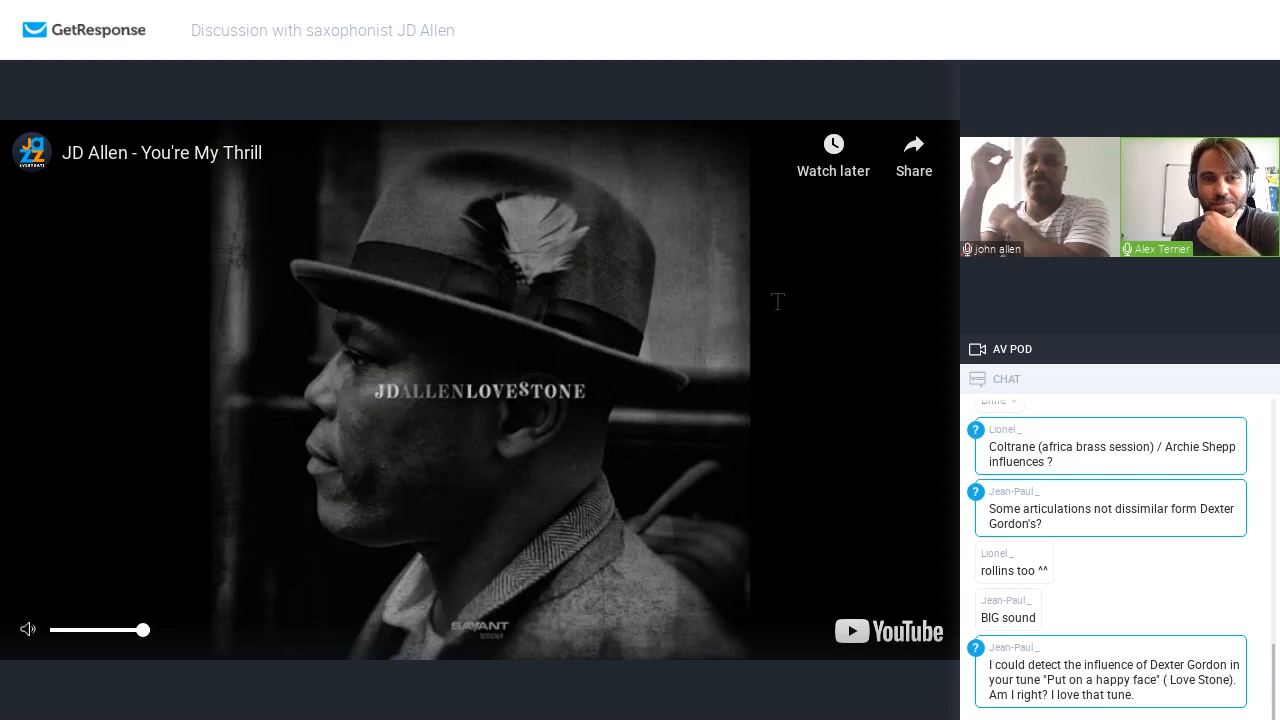 GetResponse
Discussion with saxophonist JD Allen
JAZZ
EVERYDAY!
JD Allen - You're My Thrill
Watch later
Share
JDALLENLOVESTONE
SAVANT
YouTube
john allen
Alex Terrier
AV POD
CHAT
Lionel_
Coltrane (africa brass session) / Archie Shepp
influences ?
Jean-Paul_
Some articulations not dissimilar form Dexter
Gordon's?
Lionel_
rollins too ^^
Jean-Paul_
BIG sound
Jean-Paul_
I could detect the influence of Dexter Gordon in
your tune "Put on a happy face" ( Love Stone).
Am I right? I love that tune.